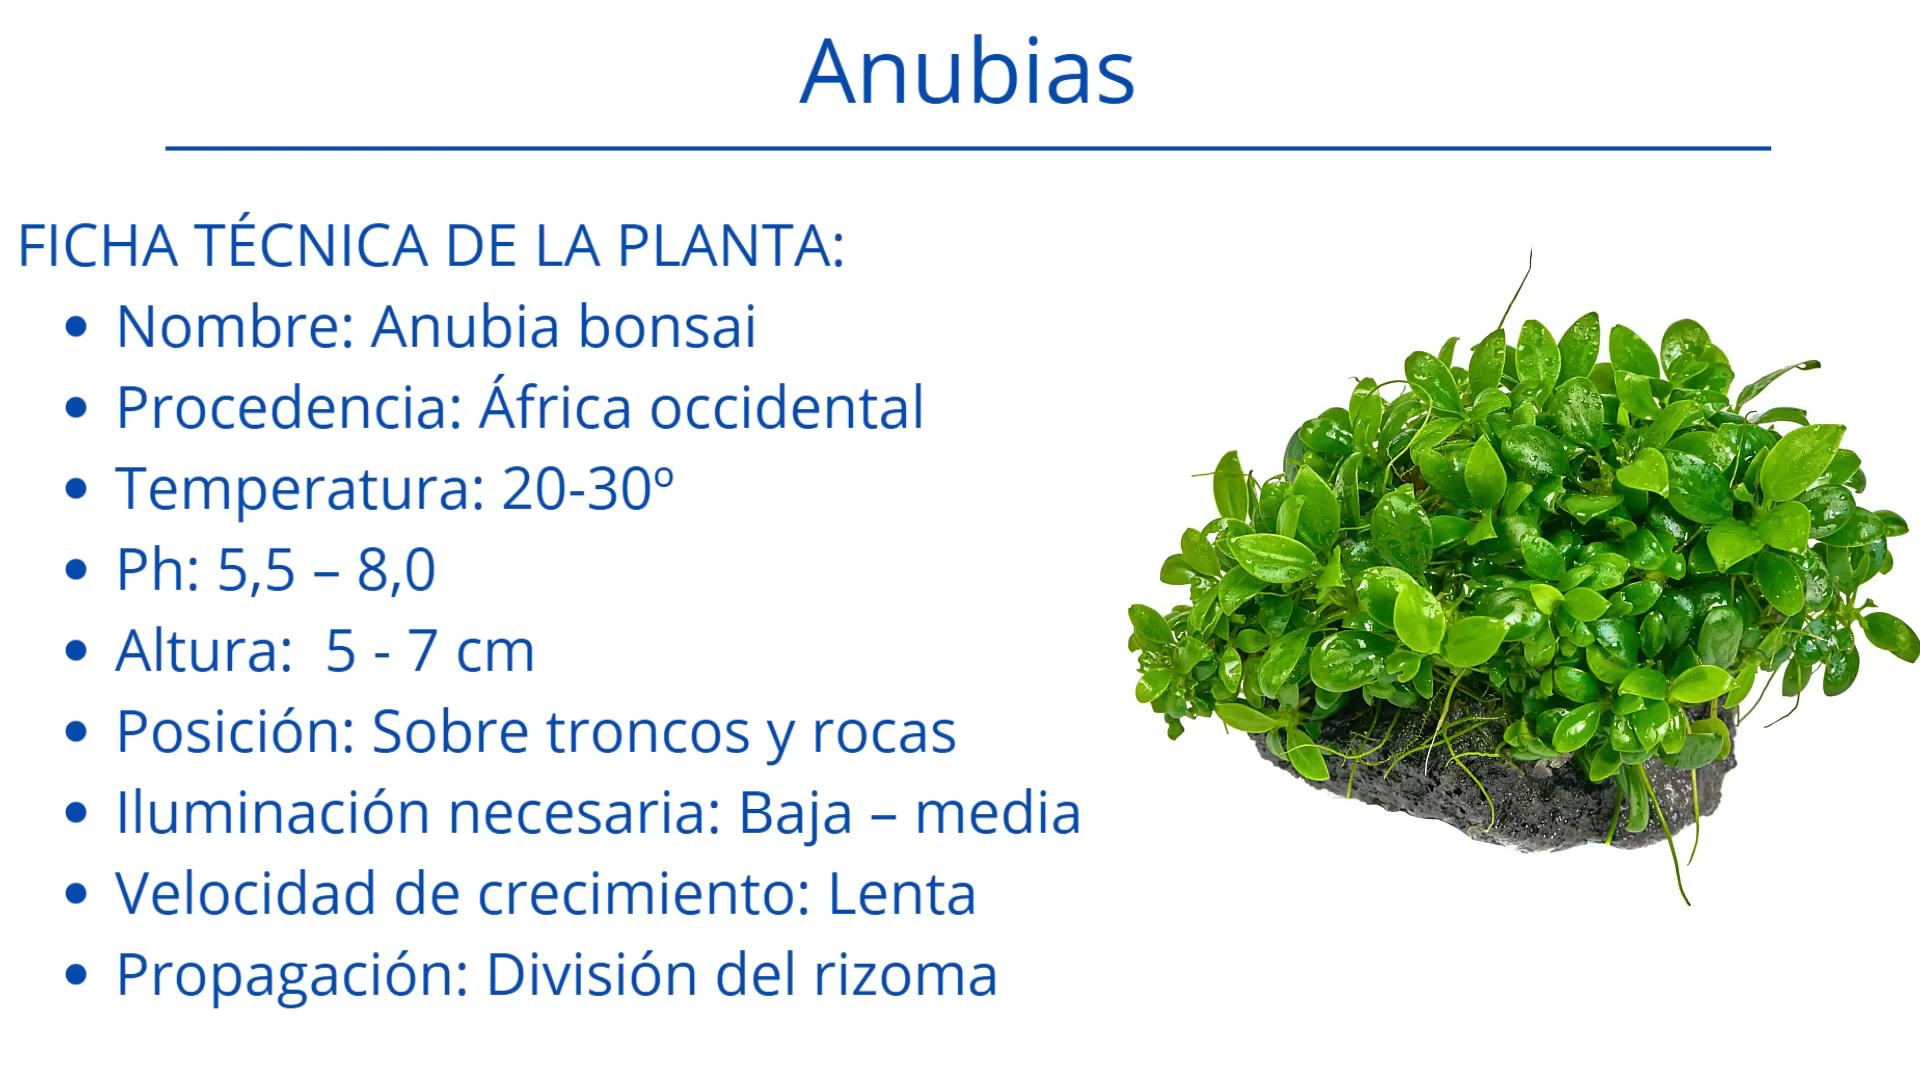 Anubias
FICHA TÉCNICA DE LA PLANTA:
• Nombre: Anubia bonsai
• Procedencia: África occidental
• Temperatura: 20-30º
• Ph: 5,5 – 8,0
• Altura:  5 - 7 cm
• Posición: Sobre troncos y rocas
• Iluminación necesaria: Baja – media
• Velocidad de crecimiento: Lenta
• Propagación: División del rizoma